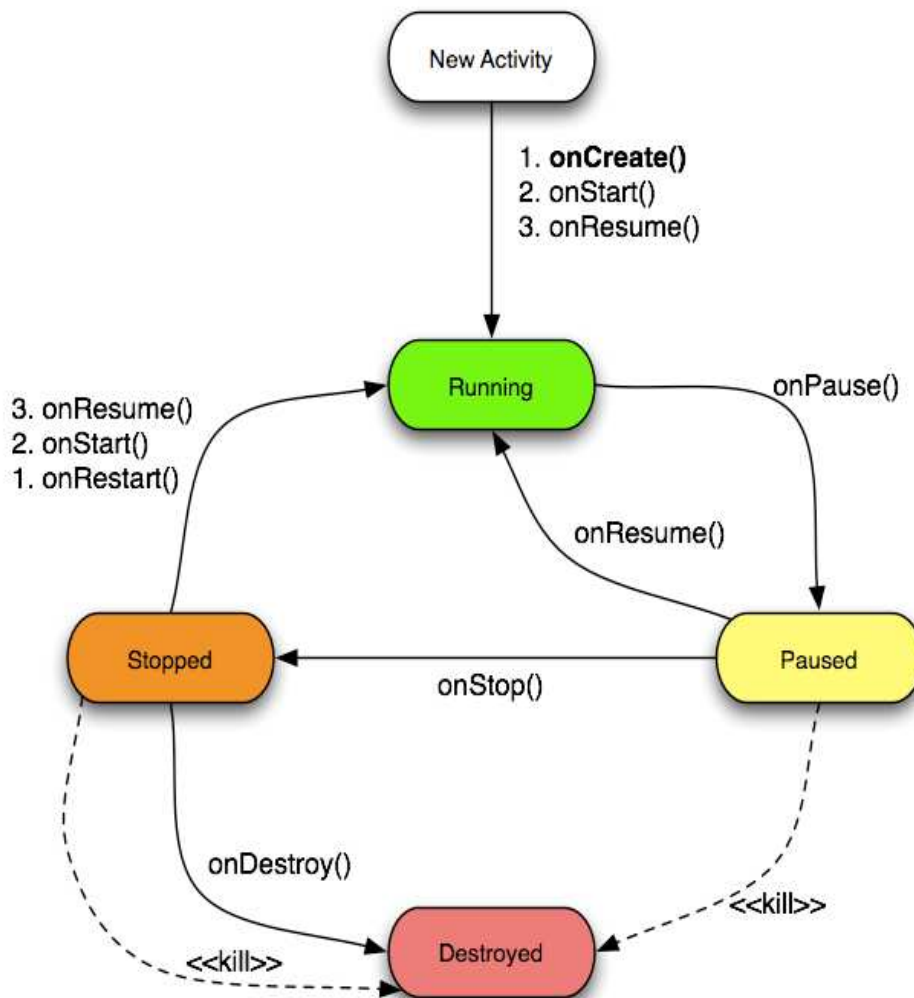 New Activity
1. onCreate()
2. onStart()
3. onResume()
Running
onPause()
3. onResume()
2. onStart()
1. onRestart()
onResume()
Stopped
Paused
onStop()
onDestroy()
<<kill>>
<<kill>>
Destroyed